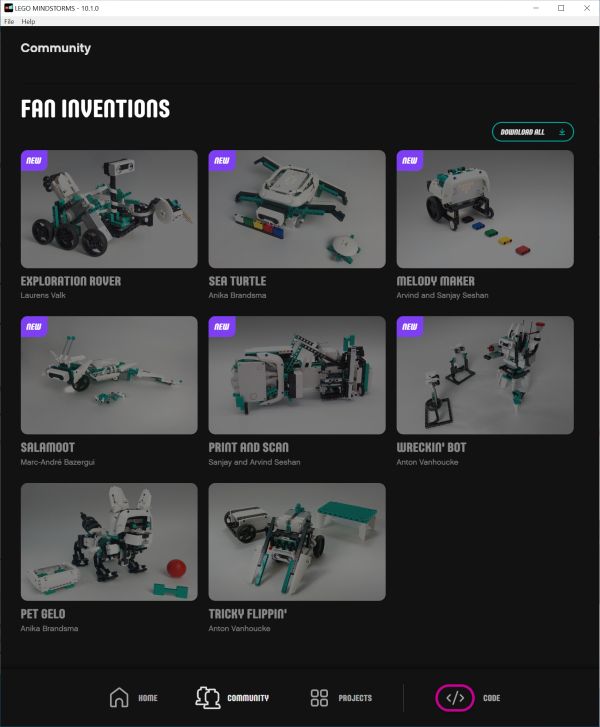 LEGO MINDSTORMS - 10.1.0
File Help
Community
FAN INVENTIONS
DOWNLOAD ALL
NEW NEW NEW
EXPLORATION ROVER SEA TURTLE MELODY MAKER
Laurens Valk Anika Brandsma Arvind and Sanjay Seshan
NEW NEW NEW
SALAMOOT PRINT AND SCAN WRECKIN' BOT
Marc-André Bazergui Sanjay and Arvind Seshan Anton Vanhoucke
PET GELO TRICKY FLIPPIN'
Anika Brandsma Anton Vanhoucke
HOME COMMUNITY PROJECTS </> CODE